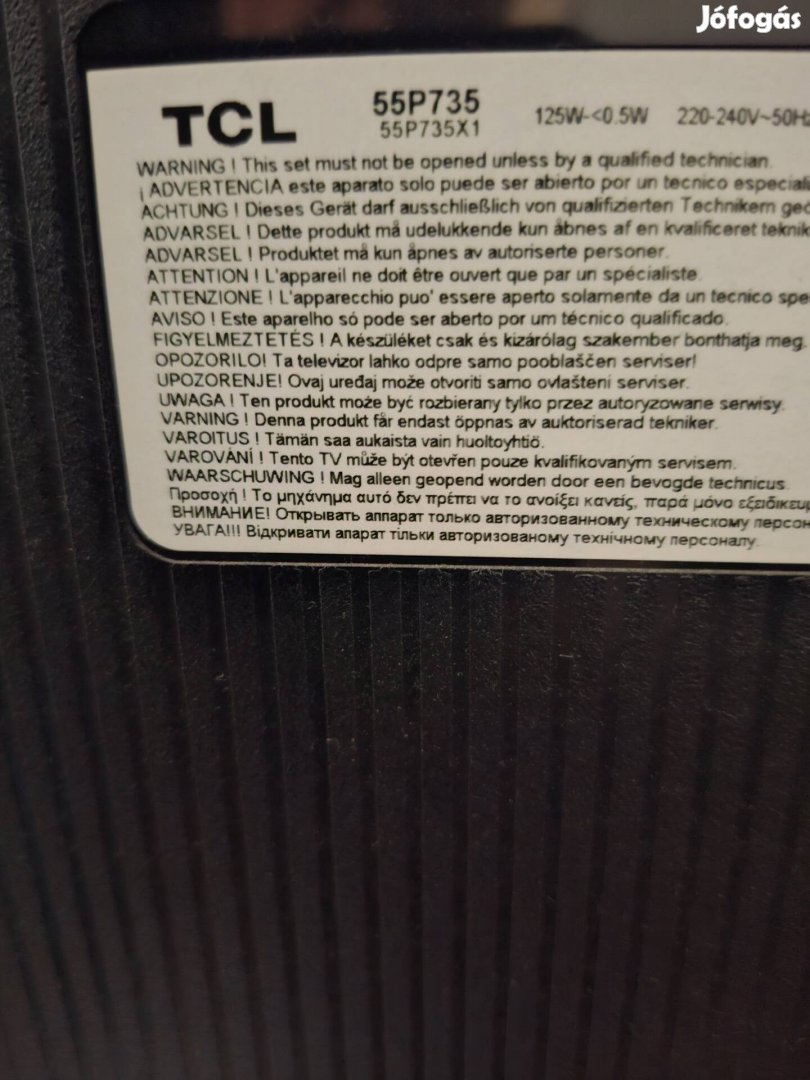 Jófogás
TCL
55P735
55P735X1
125W-<0.5W 220-240V~50Hz
WARNING ! This set must not be opened unless by a qualified technician
¡ ADVERTENCIA este aparato solo puede ser abierto por un tecnico especiali
ACHTUNG ! Dieses Gerät darf ausschließlich von qualifizierten Technikern geö
ADVARSEL ! Dette produkt må udelukkende kun åbnes af en kvalificeret teknik
ADVARSEL ! Produktet må kun åpnes av autoriserte personer.
ATTENTION ! L'appareil ne doit être ouvert que par un spécialiste
ATTENZIONE ! L'apparecchio puo' essere aperto solamente da un tecnico spe
AVISO ! Este aparelho só pode ser aberto por um técnico qualificado.
FIGYELMEZTETÉS ! A készüléket csak és kizárólag szakember bonthatja meg.
OPOZORILO! Ta televizor lahko odpre samo pooblaščen serviser!
UPOZORENJE! Ovaj uređaj može otvoriti samo ovlašteni serviser.
UWAGA ! Ten produkt może być rozbierany tylko przez autoryzowane serwisy.
VARNING ! Denna produkt får endast öppnas av auktoriserad tekniker.
VAROITUS ! Tämän saa aukaista vain huoltoyhtiö.
VAROVÁNÍ ! Tento TV může být otevřen pouze kvalifikovaným servisem.
WAARSCHUWING ! Mag alleen geopend worden door een bevogde technicus
Προσοχή ! Το μηχάνημα αυτό δεν πρέπει να το ανοίξει κανείς, παρά μόνο εξειδικευμ
ВНИМАНИЕ! Открывать аппарат только авторизованному техническому персон
УВАГА!!! Відкривати апарат тільки авторизованому технічному персоналу.